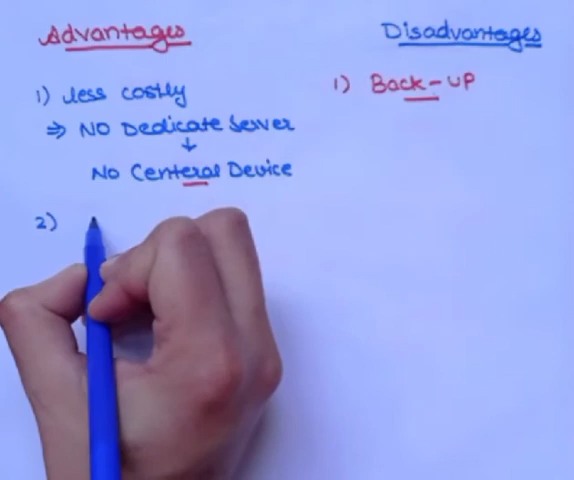 Advantages
1) less costly
⇒ NO Dedicate Server
↓
No Centeral Device
2)
Disadvantages
1) Back-UP